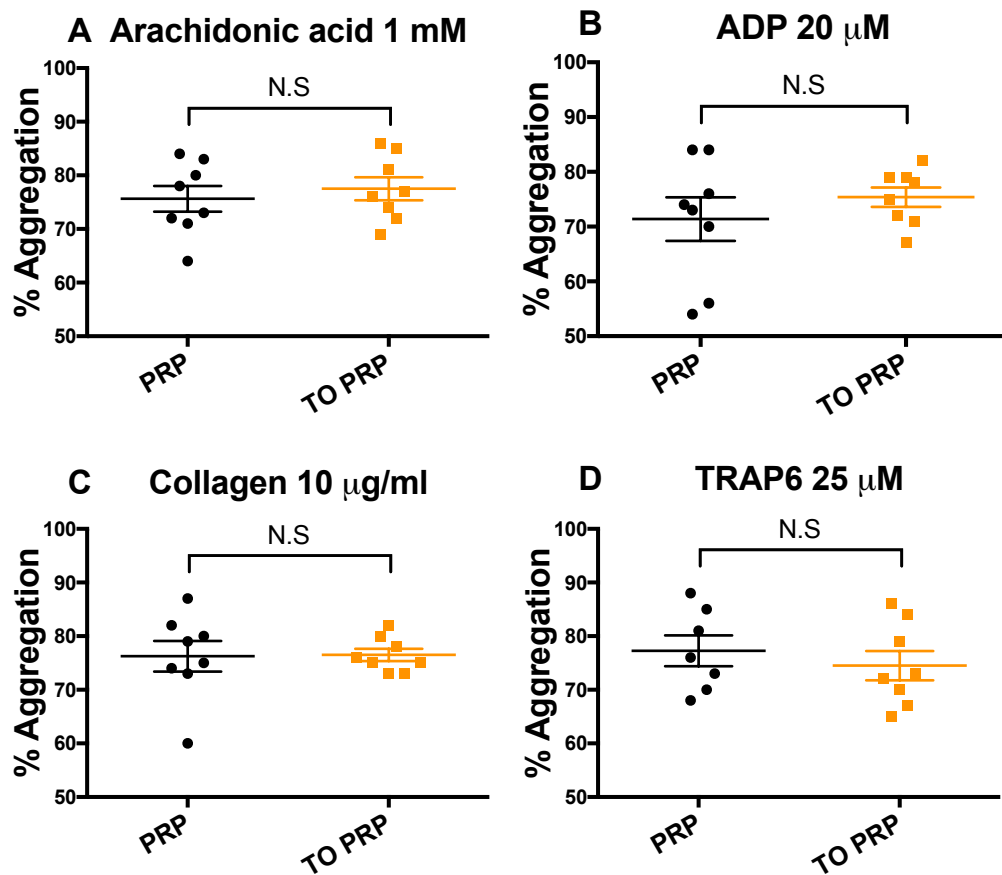 A Arachidonic acid 1 mM
% Aggregation
100
90
80
70
60
50
N.S
PRP
TO PRP
B ADP 20 μM
% Aggregation
100
90
80
70
60
50
N.S
PRP
TO PRP
C Collagen 10 μg/ml
% Aggregation
100
90
80
70
60
50
N.S
PRP
TO PRP
D TRAP6 25 μM
% Aggregation
100
90
80
70
60
50
N.S
PRP
TO PRP